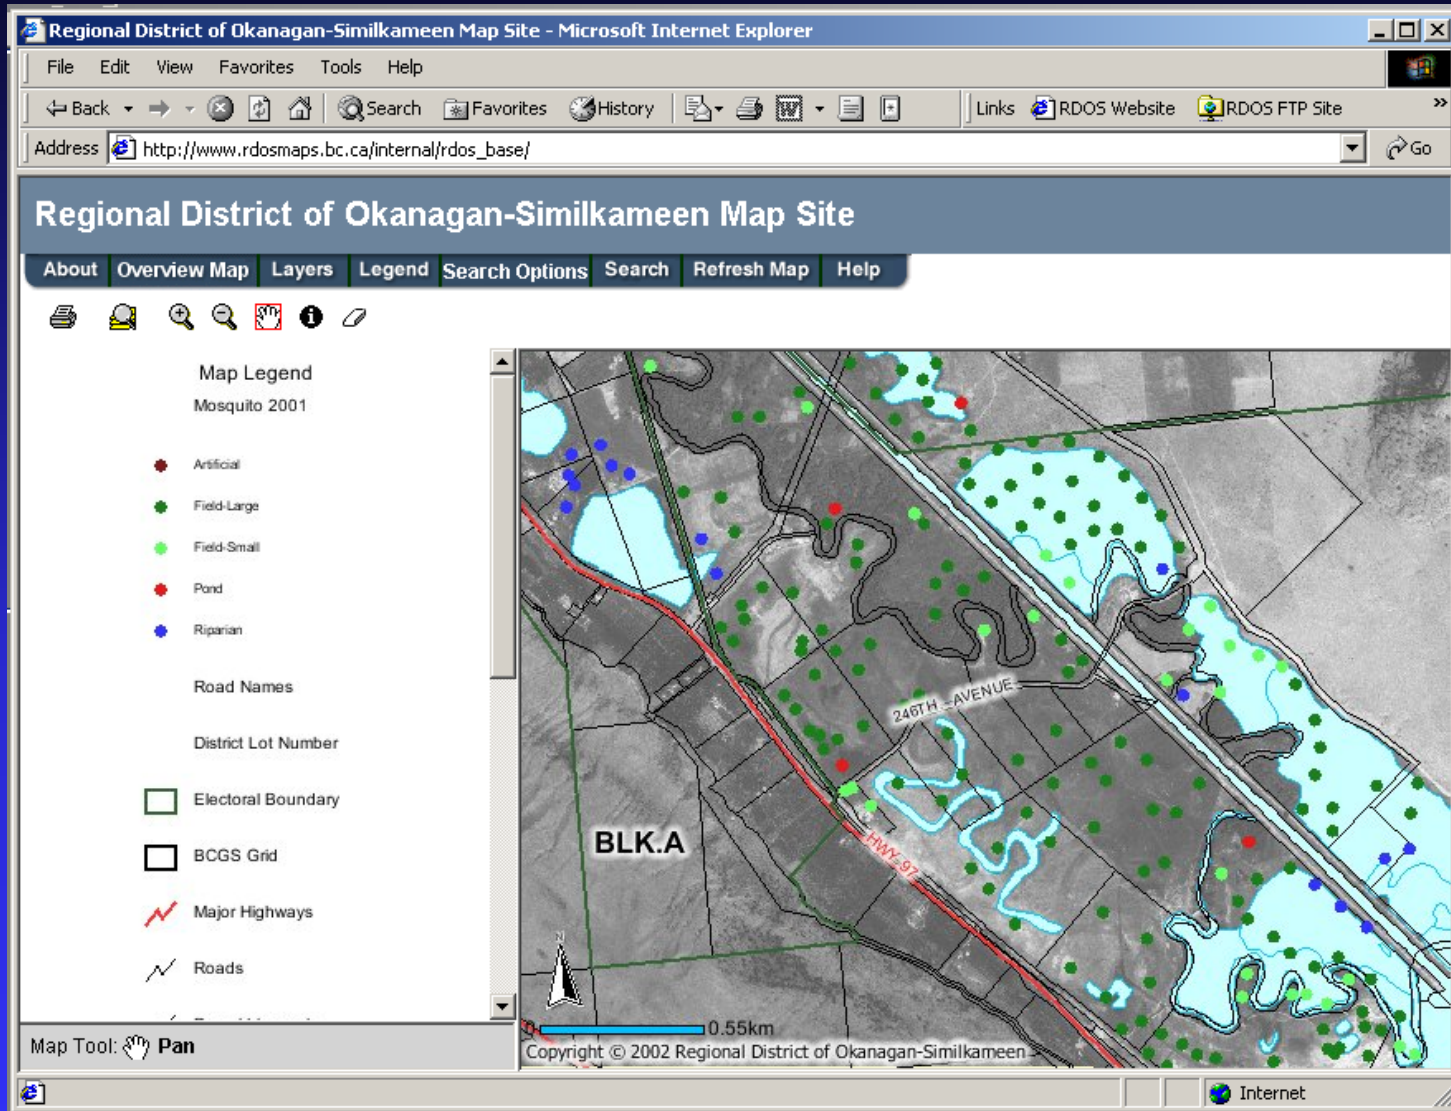 Regional District of Okanagan-Similkameen Map Site - Microsoft Internet Explorer
File Edit View Favorites Tools Help
Back Search Favorites History Links RDOS Website RDOS FTP Site »
Address http://www.rdosmaps.bc.ca/internal/rdos_base/ Go
Regional District of Okanagan-Similkameen Map Site
About Overview Map Layers Legend Search Options Search Refresh Map Help
Map Legend
Mosquito 2001
Artificial
Field-Large
Field-Small
Pond
Riparian
Road Names
District Lot Number
Electoral Boundary
BCGS Grid
Major Highways
Roads
246TH AVENUE
BLK.A
HWY 97
N
0 0.55km
Copyright © 2002 Regional District of Okanagan-Similkameen
Map Tool: Pan
Internet